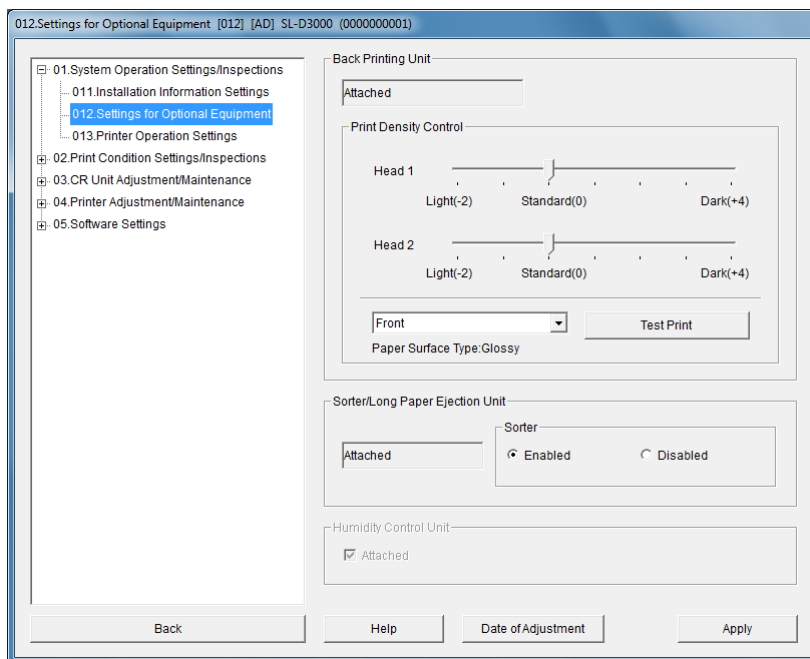 012.Settings for Optional Equipment [012] [AD] SL-D3000 (0000000001)
01.System Operation Settings/Inspections
011.Installation Information Settings
012.Settings for Optional Equipment
013.Printer Operation Settings
02.Print Condition Settings/Inspections
03.CR Unit Adjustment/Maintenance
04.Printer Adjustment/Maintenance
05.Software Settings
Back Printing Unit
Attached
Print Density Control
Head 1
Light(-2) Standard(0) Dark(+4)
Head 2
Light(-2) Standard(0) Dark(+4)
Front Test Print
Paper Surface Type:Glossy
Sorter/Long Paper Ejection Unit
Sorter
Attached Enabled Disabled
Humidity Control Unit
Attached
Back Help Date of Adjustment Apply